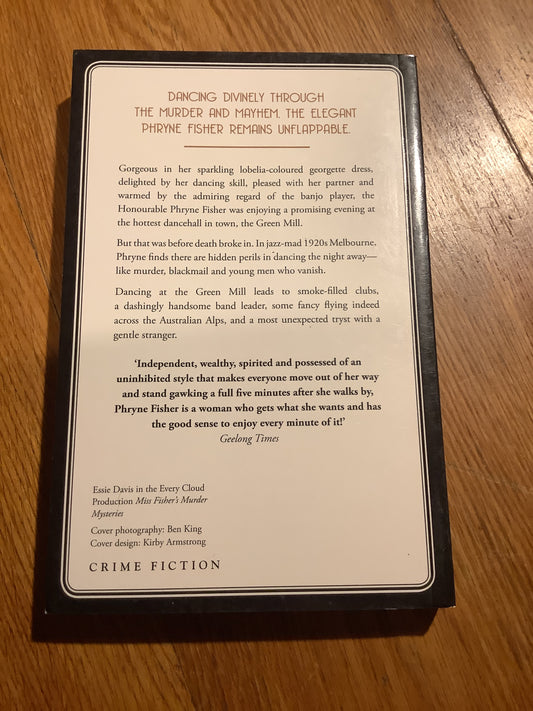 DANCING DIVINELY THROUGH
THE MURDER AND MAYHEM, THE ELEGANT
PHRYNE FISHER REMAINS UNFLAPPABLE.
Gorgeous in her sparkling lobelia-coloured georgette dress,
delighted by her dancing skill, pleased with her partner and
warmed by the admiring regard of the banjo player, the
Honourable Phryne Fisher was enjoying a promising evening at
the hottest dancehall in town, the Green Mill.
But that was before death broke in. In jazz-mad 1920s Melbourne,
Phryne finds there are hidden perils in dancing the night away—
like murder, blackmail and young men who vanish.
Dancing at the Green Mill leads to smoke-filled clubs,
a dashingly handsome band leader, some fancy flying indeed
across the Australian Alps, and a most unexpected tryst with a
gentle stranger.
'Independent, wealthy, spirited and possessed of an
uninhibited style that makes everyone move out of her way
and stand gawking a full five minutes after she walks by,
Phryne Fisher is a woman who gets what she wants and has
the good sense to enjoy every minute of it!'
Geelong Times
Essie Davis in the Every Cloud
Production Miss Fisher's Murder
Mysteries
Cover photography: Ben King
Cover design: Kirby Armstrong
CRIME FICTION